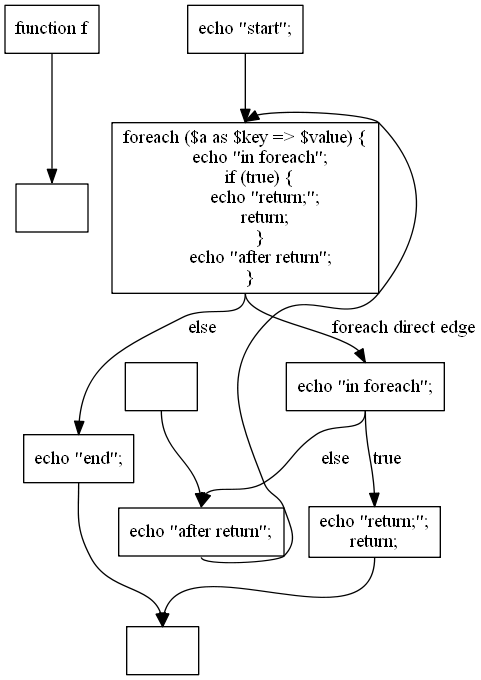 function f
echo "start";
foreach ($a as $key => $value) {
echo "in foreach";
if (true) {
echo "return;";
return;
}
echo "after return";
}
else
foreach direct edge
echo "in foreach";
echo "end";
else
true
echo "after return";
echo "return;";
return;